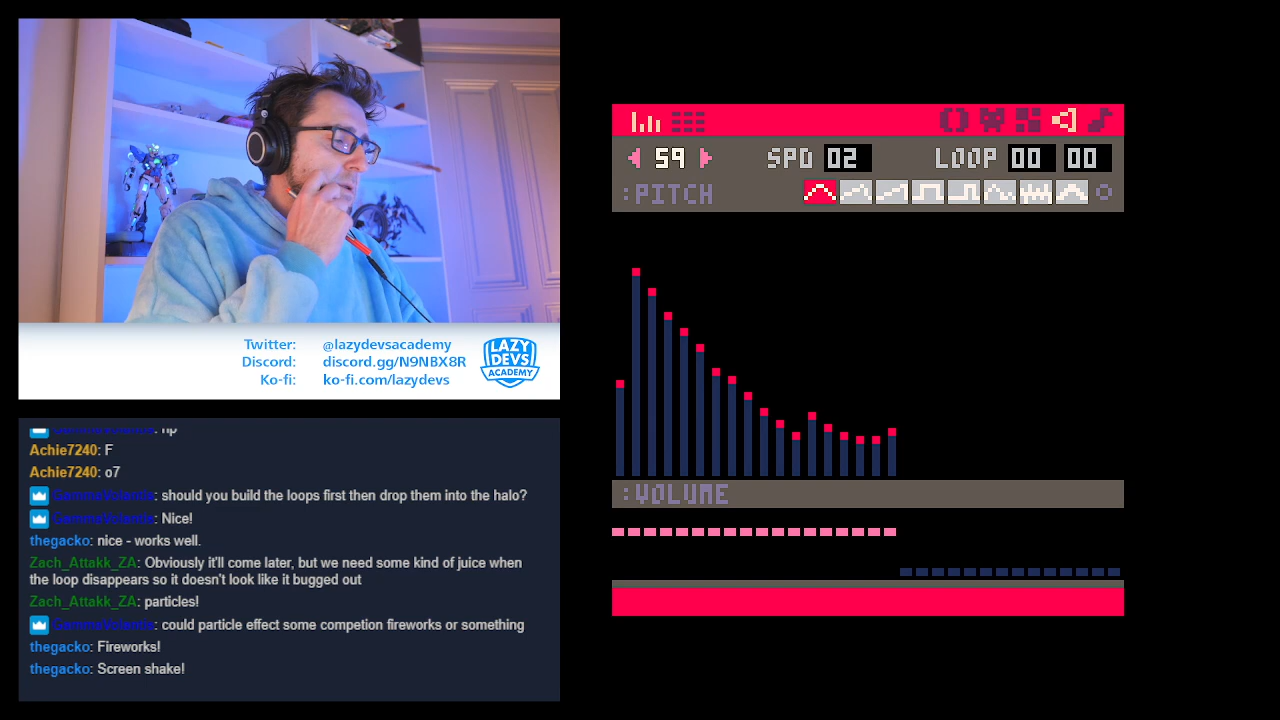 Twitter: @lazydevsacademy
Discord: discord.gg/N9NBX8R
Ko-fi: ko-fi.com/lazydevs
LAZY
DEVS
ACADEMY
Achie7240: F
Achie7240: o7
GammaVolantis: should you build the loops first then drop them into the halo?
: Nice!
thegacko: nice - works well.
Zach_Attakk_ZA: Obviously it'll come later, but we need some kind of juice when
the loop disappears so it doesn't look like it bugged out
Zach_Attakk_ZA: particles!
: could particle effect some competion fireworks or something
thegacko: Fireworks!
thegacko: Screen shake!
59 SPD 02 LOOP 00 00
:PITCH
:VOLUME